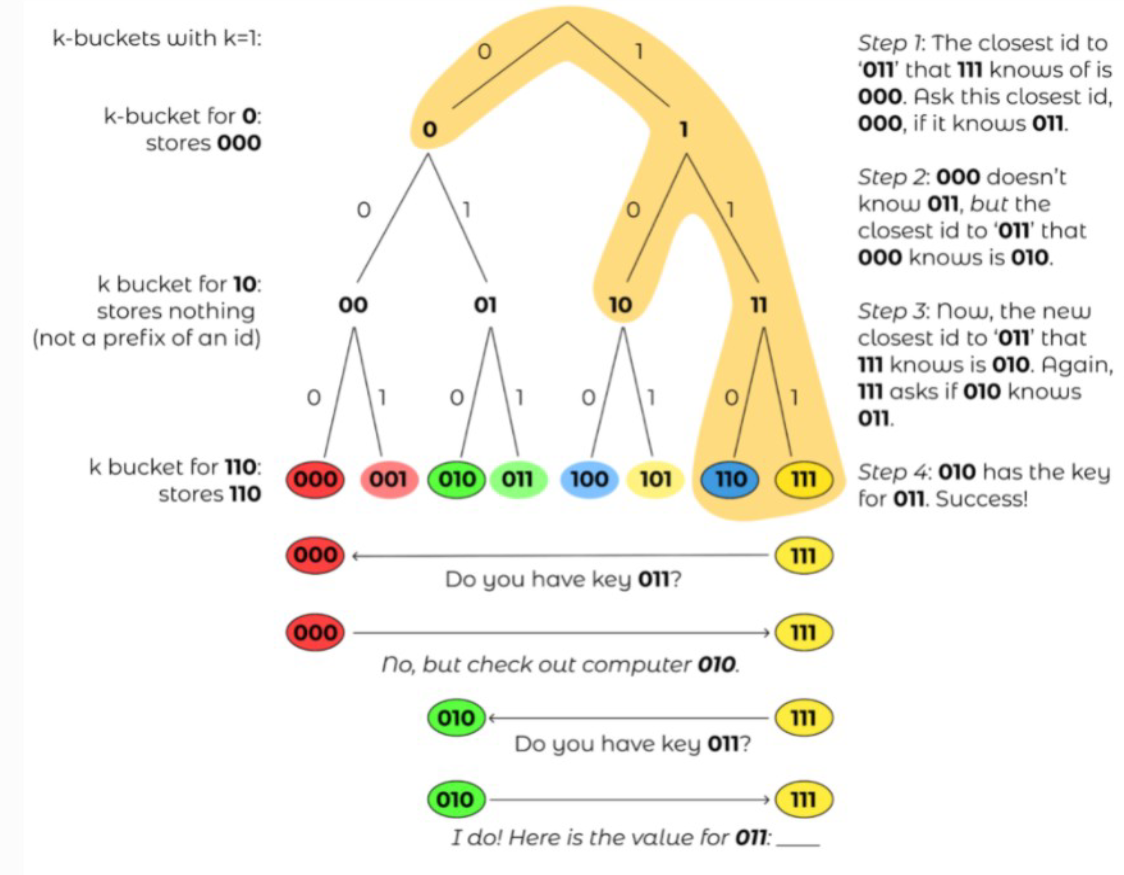 k-buckets with k=1:
k-bucket for 0:
stores 000
k bucket for 10:
stores nothing
(not a prefix of an id)
k bucket for 110:
stores 110
0 1
0 1
0 1 0 1
00 01 10 11
0 1 0 1 0 1 0 1
000 001 010 011 100 101 110 111
000 111
Do you have key 011?
000 111
No, but check out computer 010.
010 111
Do you have key 011?
010 111
I do! Here is the value for 011: ____
Step 1: The closest id to
‘011’ that 111 knows of is
000. Ask this closest id,
000, if it knows 011.
Step 2: 000 doesn’t
know 011, but the
closest id to ‘011’ that
000 knows is 010.
Step 3: Now, the new
closest id to ‘011’ that
111 knows is 010. Again,
111 asks if 010 knows
011.
Step 4: 010 has the key
for 011. Success!